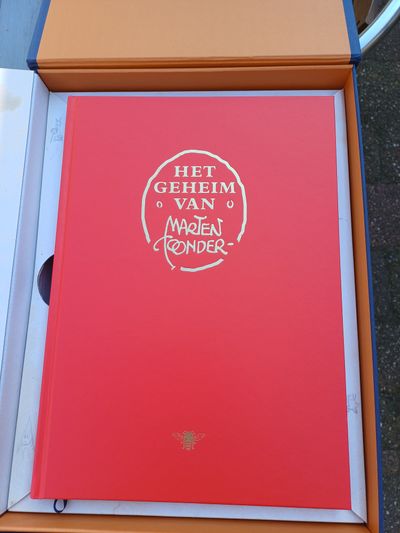 HET
GEHEIM
VAN
MARTEN
TOONDER